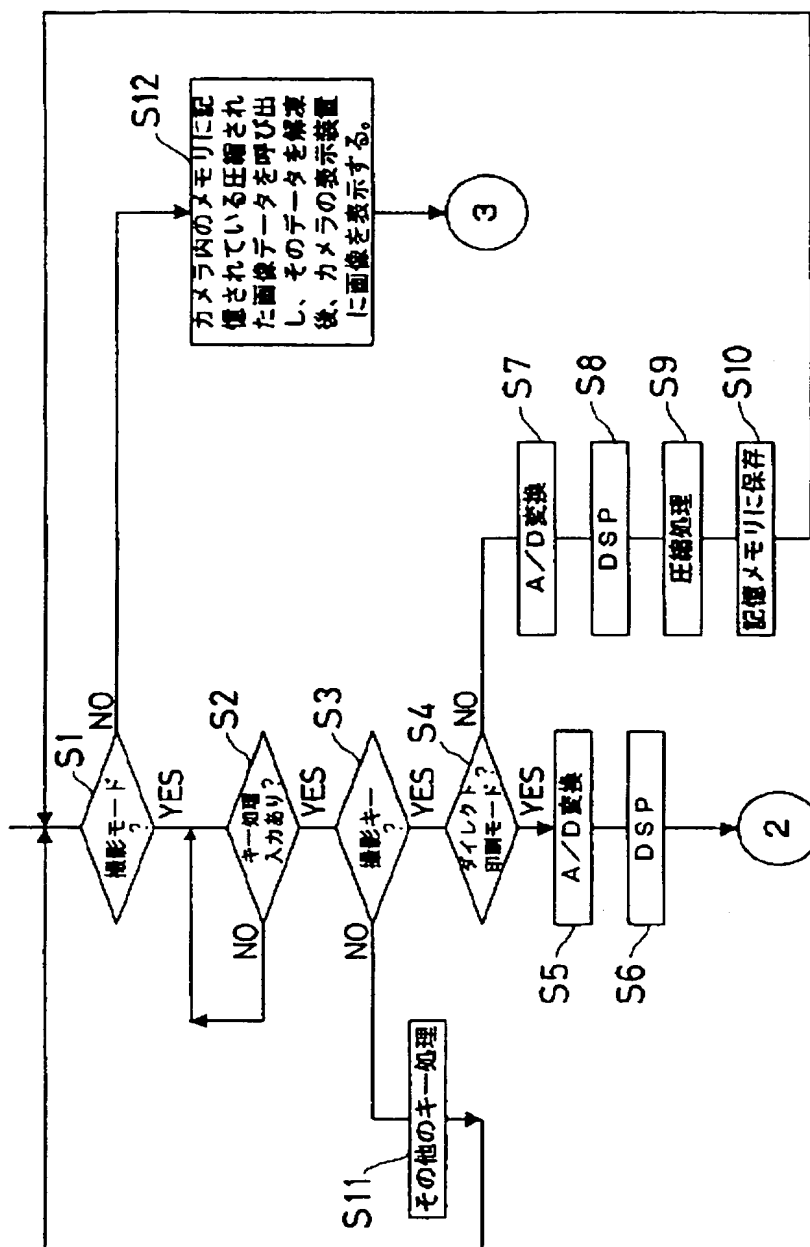 S1
撮影モード
?
NO
YES
S2
キー処理
入力あり?
NO
YES
S3
撮影キー
?
NO
YES
S4
ダイレクト
印刷モード?
NO
YES
S5
A/D変換
S6
DSP
2
S7
A/D変換
S8
DSP
S9
圧縮処理
S10
記憶メモリに保存
S11
その他のキー処理
S12
カメラ内のメモリに記
憶されている圧縮され
た画像データを呼び出
し、そのデータを解凍
後、カメラの表示装置
に画像を表示する。
3